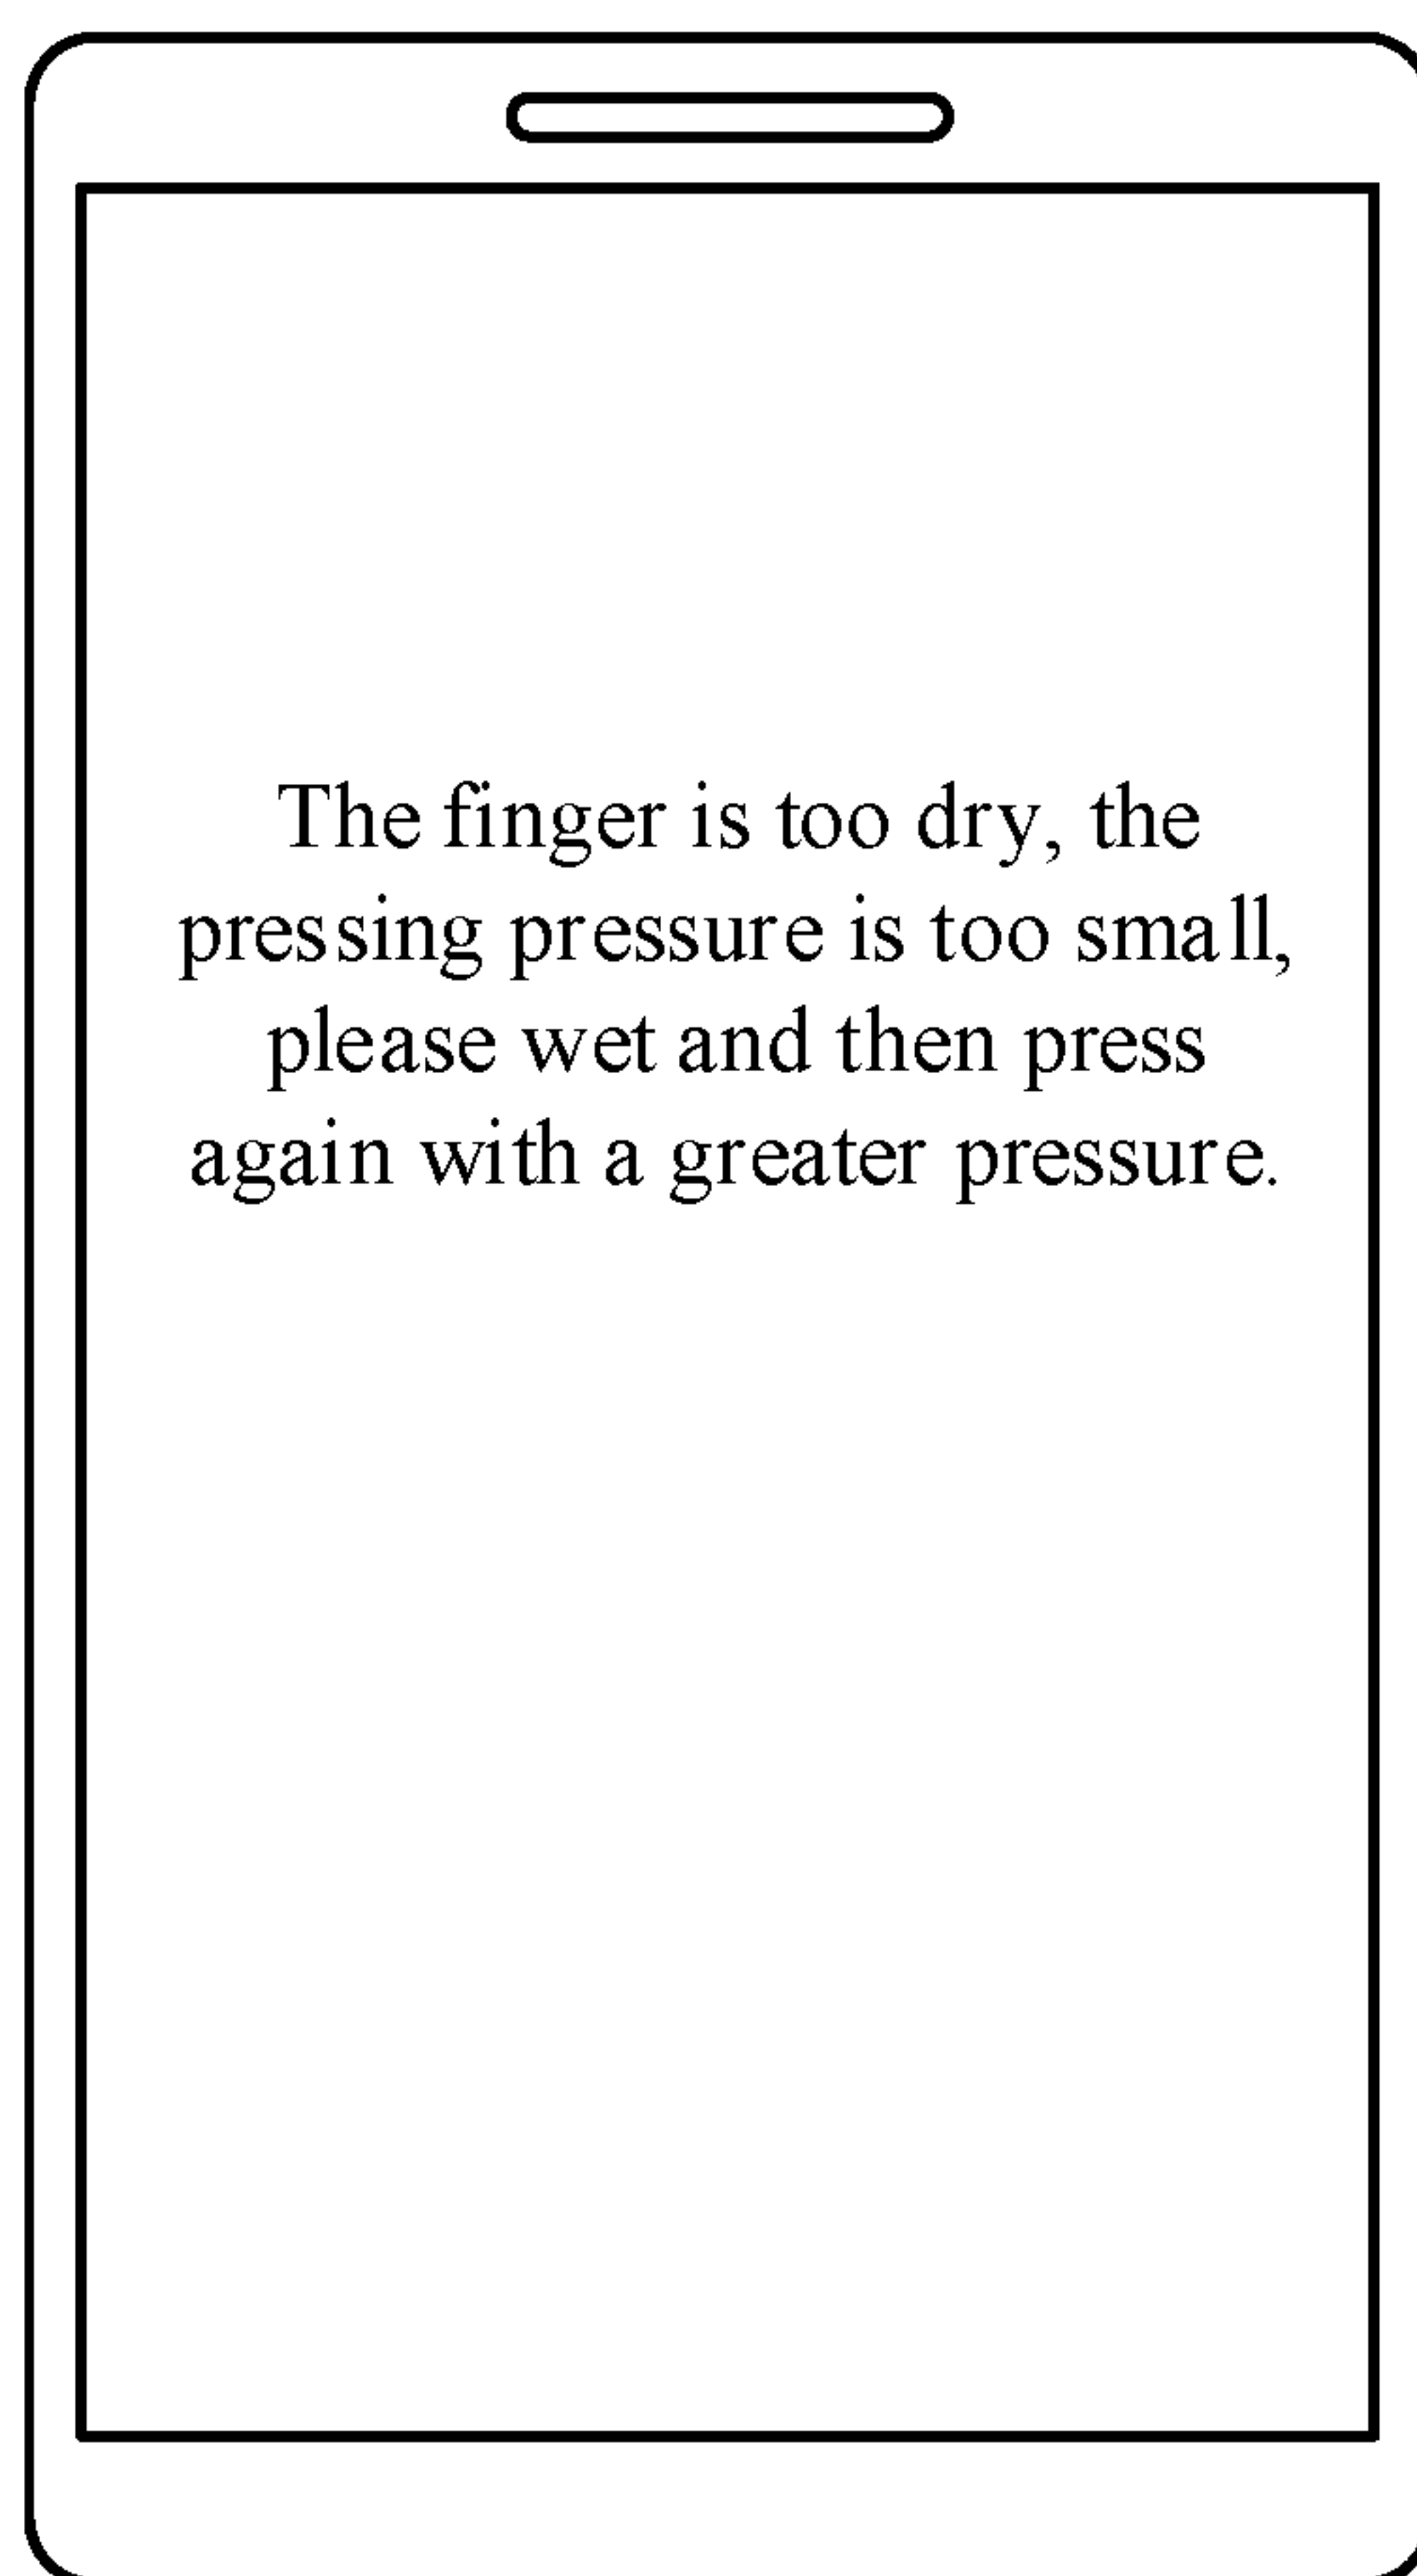 The finger is too dry, the
pressing pressure is too small,
please wet and then press
again with a greater pressure.